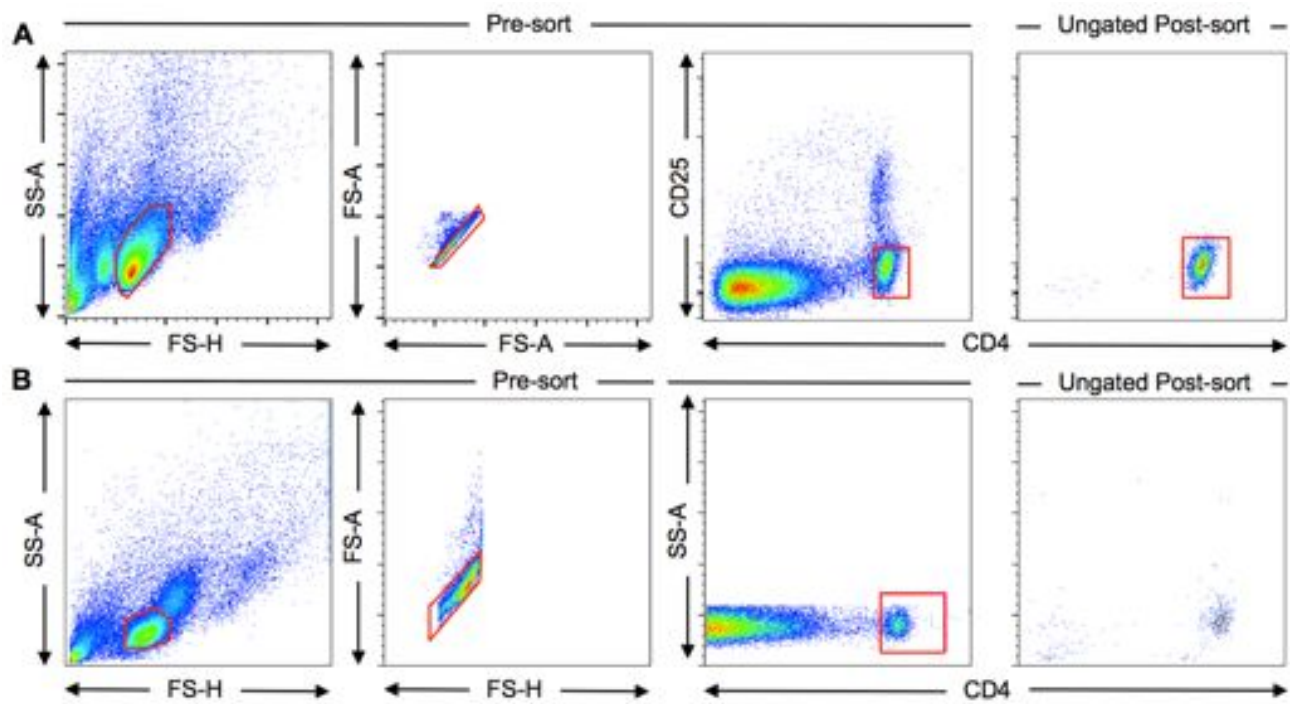 A
Pre-sort
Ungated Post-sort
SS-A
FS-A
CD25
FS-H
FS-A
CD4
B
Pre-sort
Ungated Post-sort
SS-A
FS-A
SS-A
FS-H
FS-H
CD4